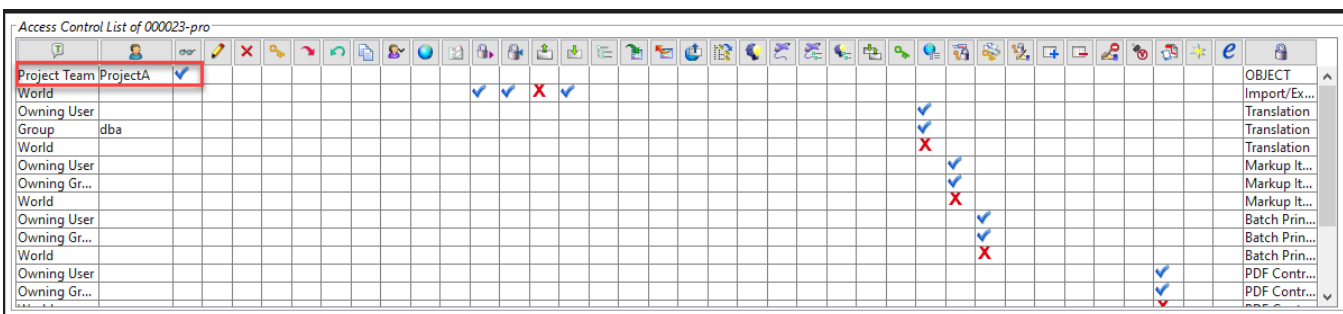 Access Control List of 000023-pro
Project Team ProjectA OBJECT
World Import/Ex...
Owning User Translation
Group dba Translation
World Translation
Owning User Markup It...
Owning Gr... Markup It...
World Markup It...
Owning User Batch Prin...
Owning Gr... Batch Prin...
World Batch Prin...
Owning User PDF Contr...
Owning Gr... PDF Contr...